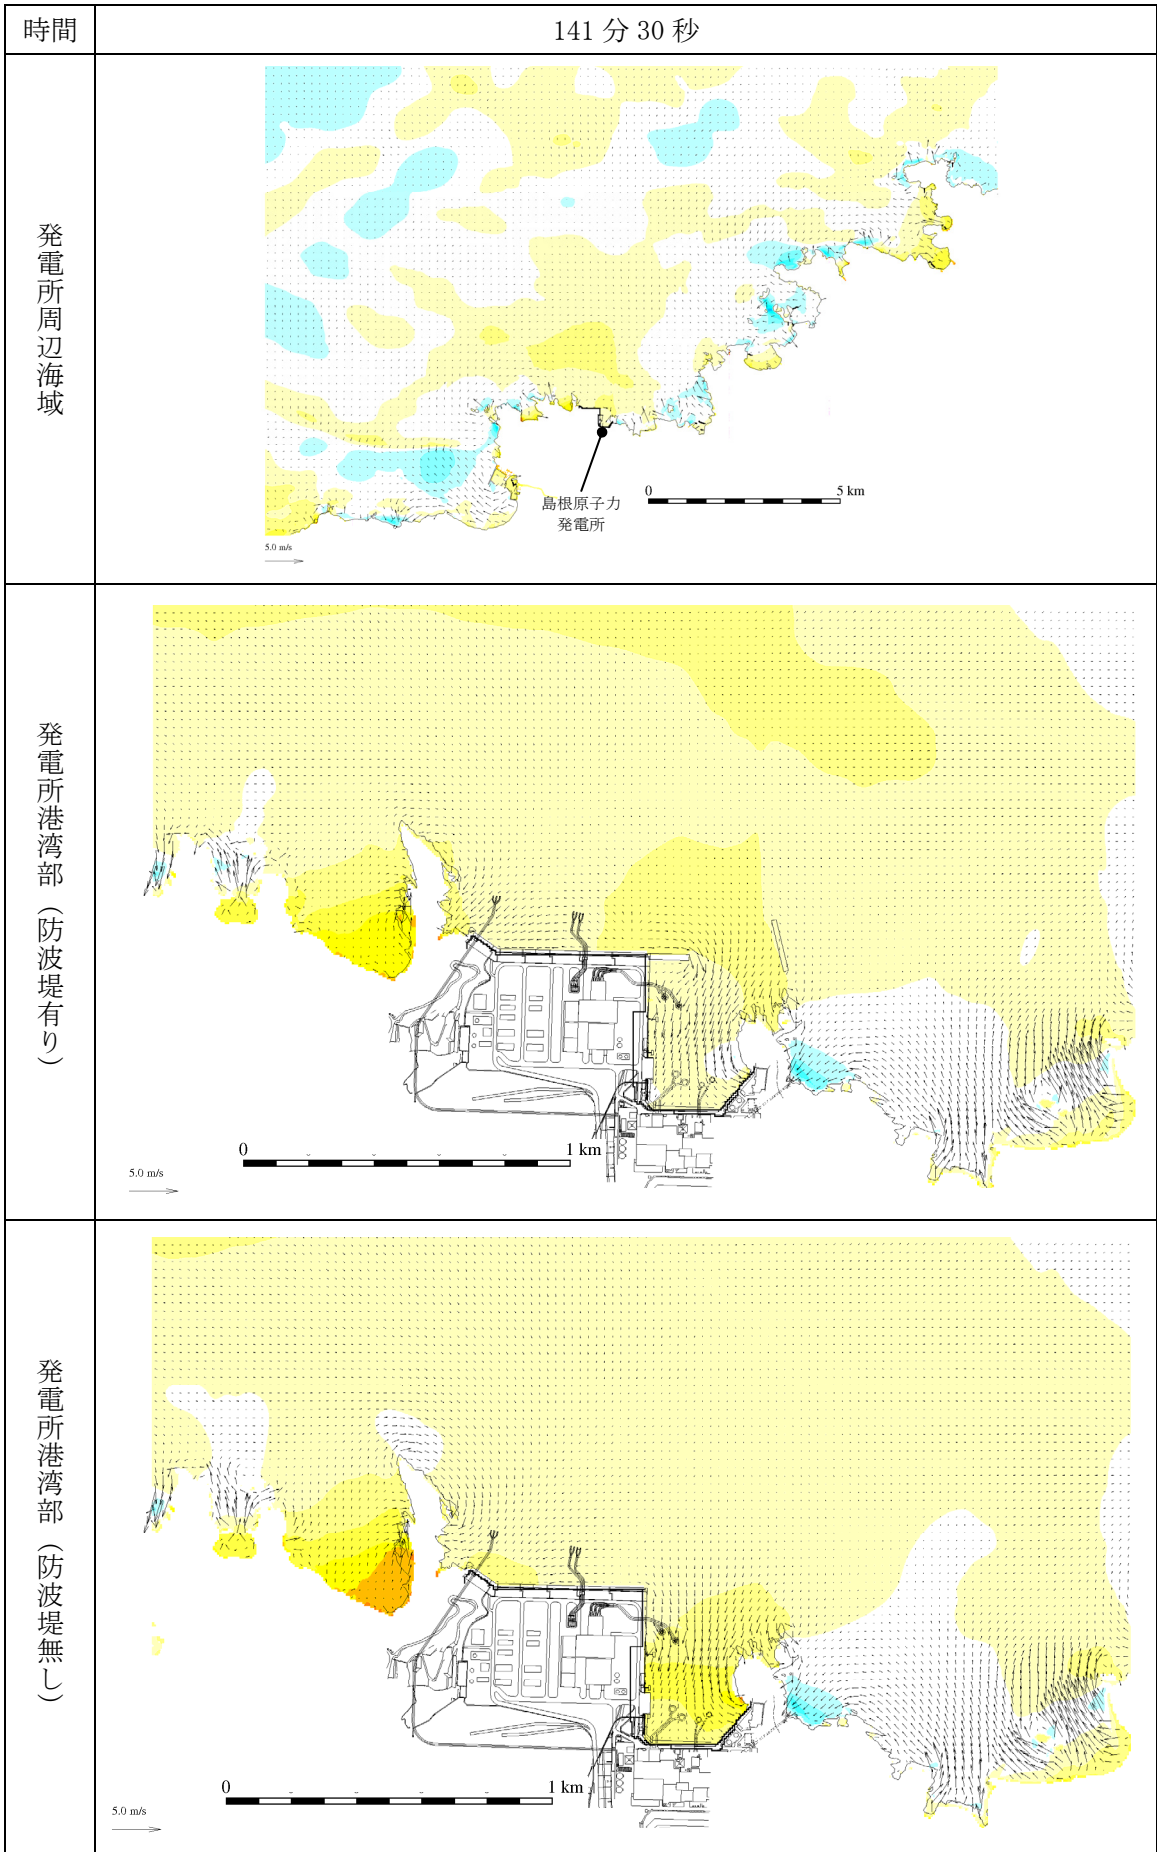 時間
141 分 30 秒
発電所周辺海域
島根原子力
発電所
0
5 km
5.0 m/s
発電所港湾部（防波堤有り）
0
1 km
5.0 m/s
発電所港湾部（防波堤無し）
0
1 km
5.0 m/s